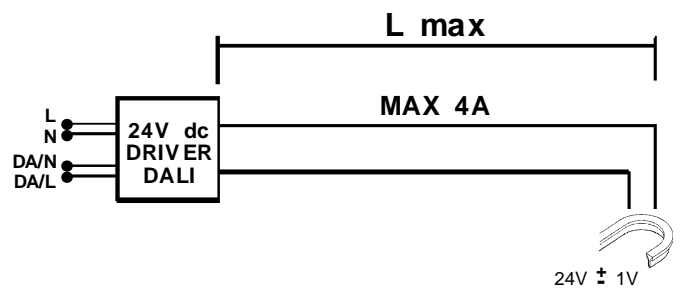 L max
MAX 4A
L
N
DA/N
DA/L
24V dc
DRIVER
DALI
24V ± 1V